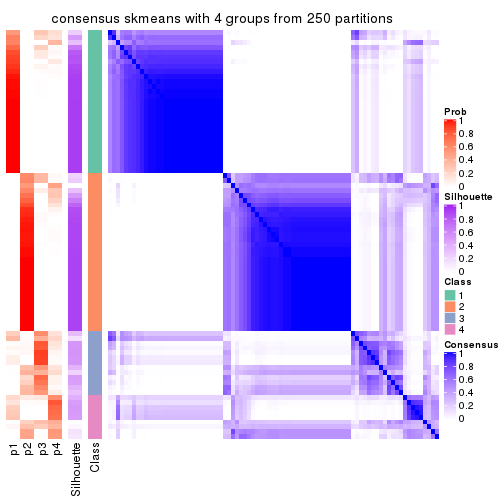 consensus skmeans with 4 groups from 250 partitions
Prob
1
0.8
0.6
0.4
0.2
0
Silhouette
1
0.8
0.6
0.4
0.2
0
Class
1
2
3
4
Consensus
1
0.8
0.6
0.4
0.2
0
p1
p2
p3
p4
Silhouette
Class